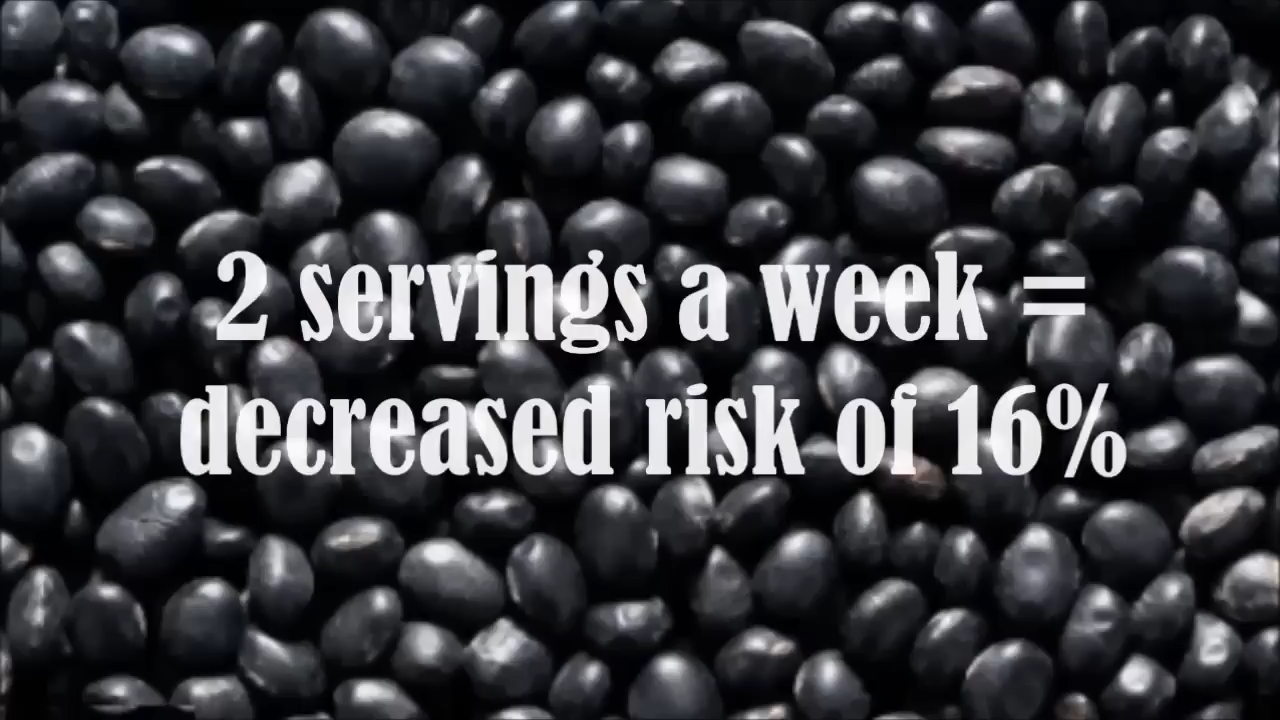 2 servings a week =
decreased risk of 16%